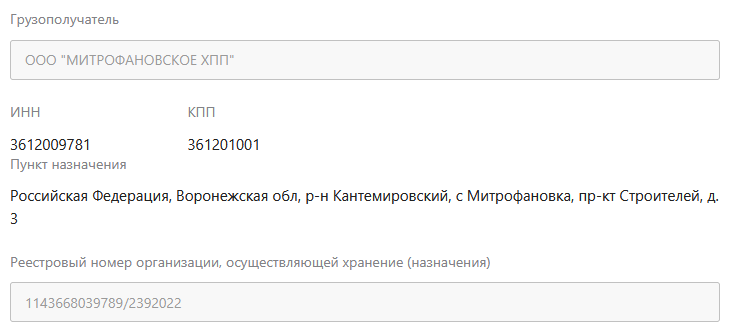 Грузополучатель
ООО "МИТРОФАНОВСКОЕ ХПП"
ИНН КПП
3612009781 361201001
Пункт назначения
Российская Федерация, Воронежская обл, р-н Кантемировский, с Митрофановка, пр-кт Строителей, д.
3
Реестровый номер организации, осуществляющей хранение (назначения)
1143668039789/2392022